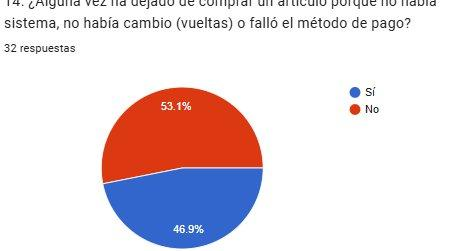 14. ¿Alguna vez ha dejado de comprar un artículo porque no había
sistema, no había cambio (vueltas) o falló el método de pago?
32 respuestas
Sí
No
53.1%
46.9%